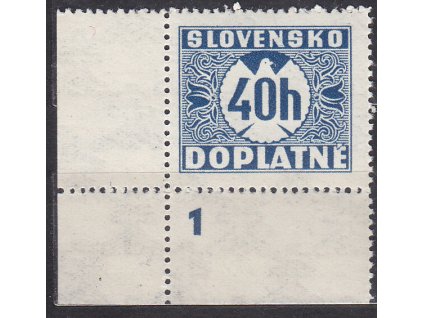 SLOVENSKO
40h
DOPLATNÉ
1